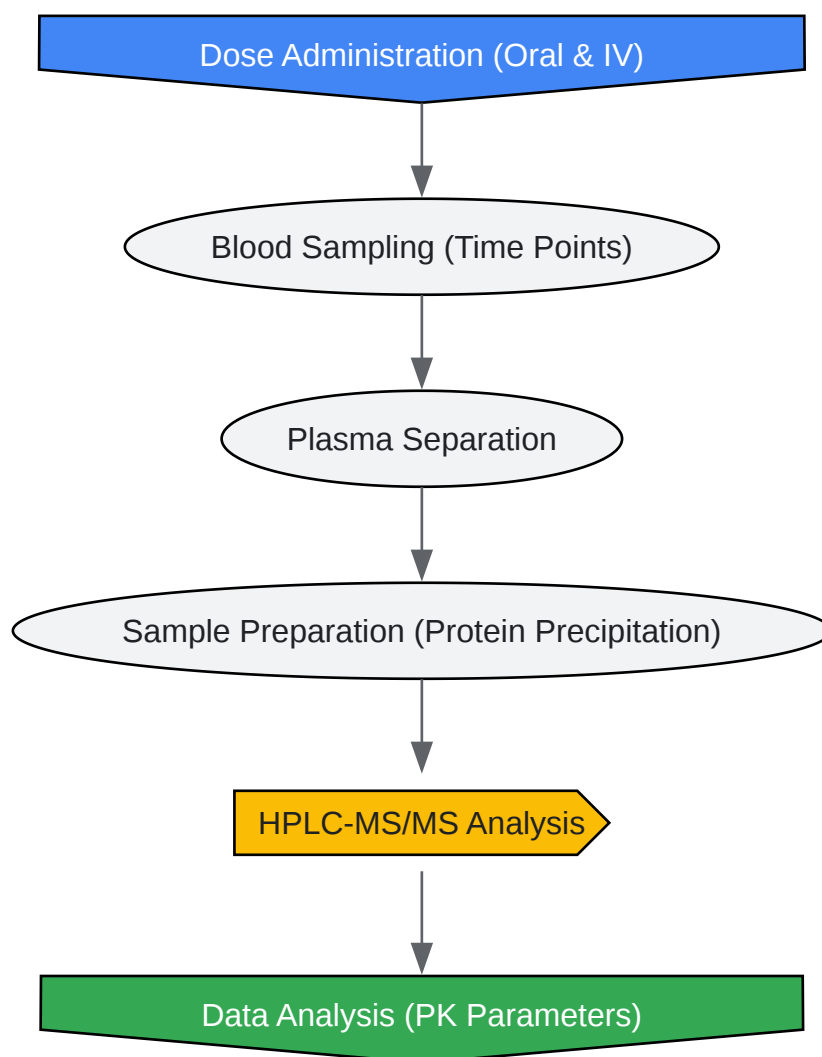 Dose Administration (Oral & IV)
Blood Sampling (Time Points)
Plasma Separation
Sample Preparation (Protein Precipitation)
HPLC-MS/MS Analysis
Data Analysis (PK Parameters)